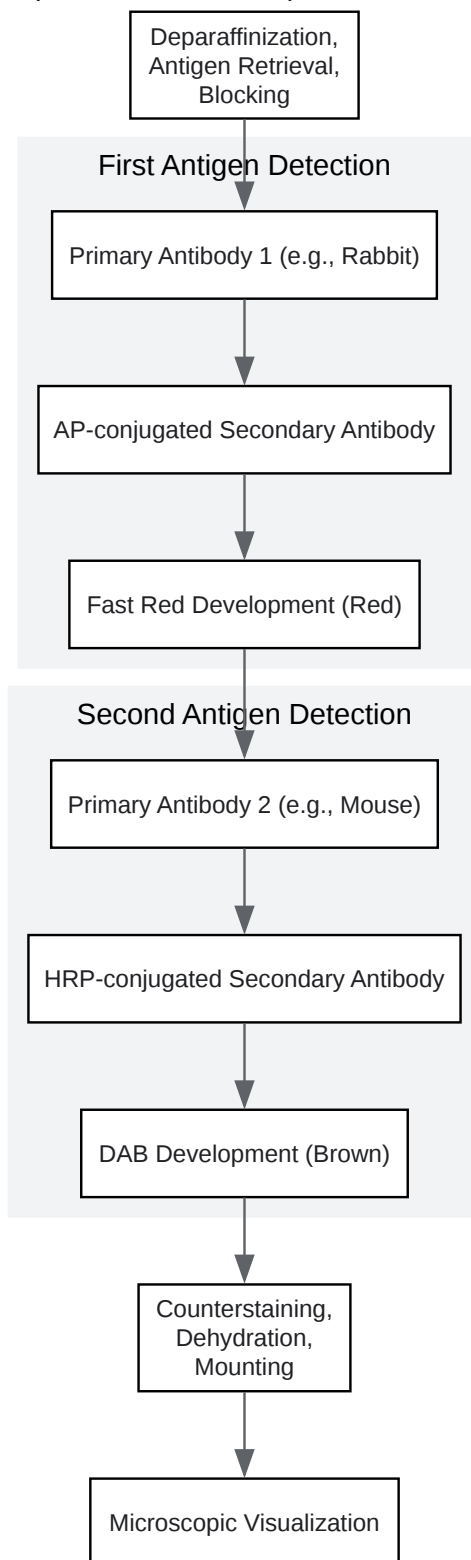 Deparaffinization,
Antigen Retrieval,
Blocking
First Antigen Detection
Primary Antibody 1 (e.g., Rabbit)
AP-conjugated Secondary Antibody
Fast Red Development (Red)
Second Antigen Detection
Primary Antibody 2 (e.g., Mouse)
HRP-conjugated Secondary Antibody
DAB Development (Brown)
Counterstaining,
Dehydration,
Mounting
Microscopic Visualization